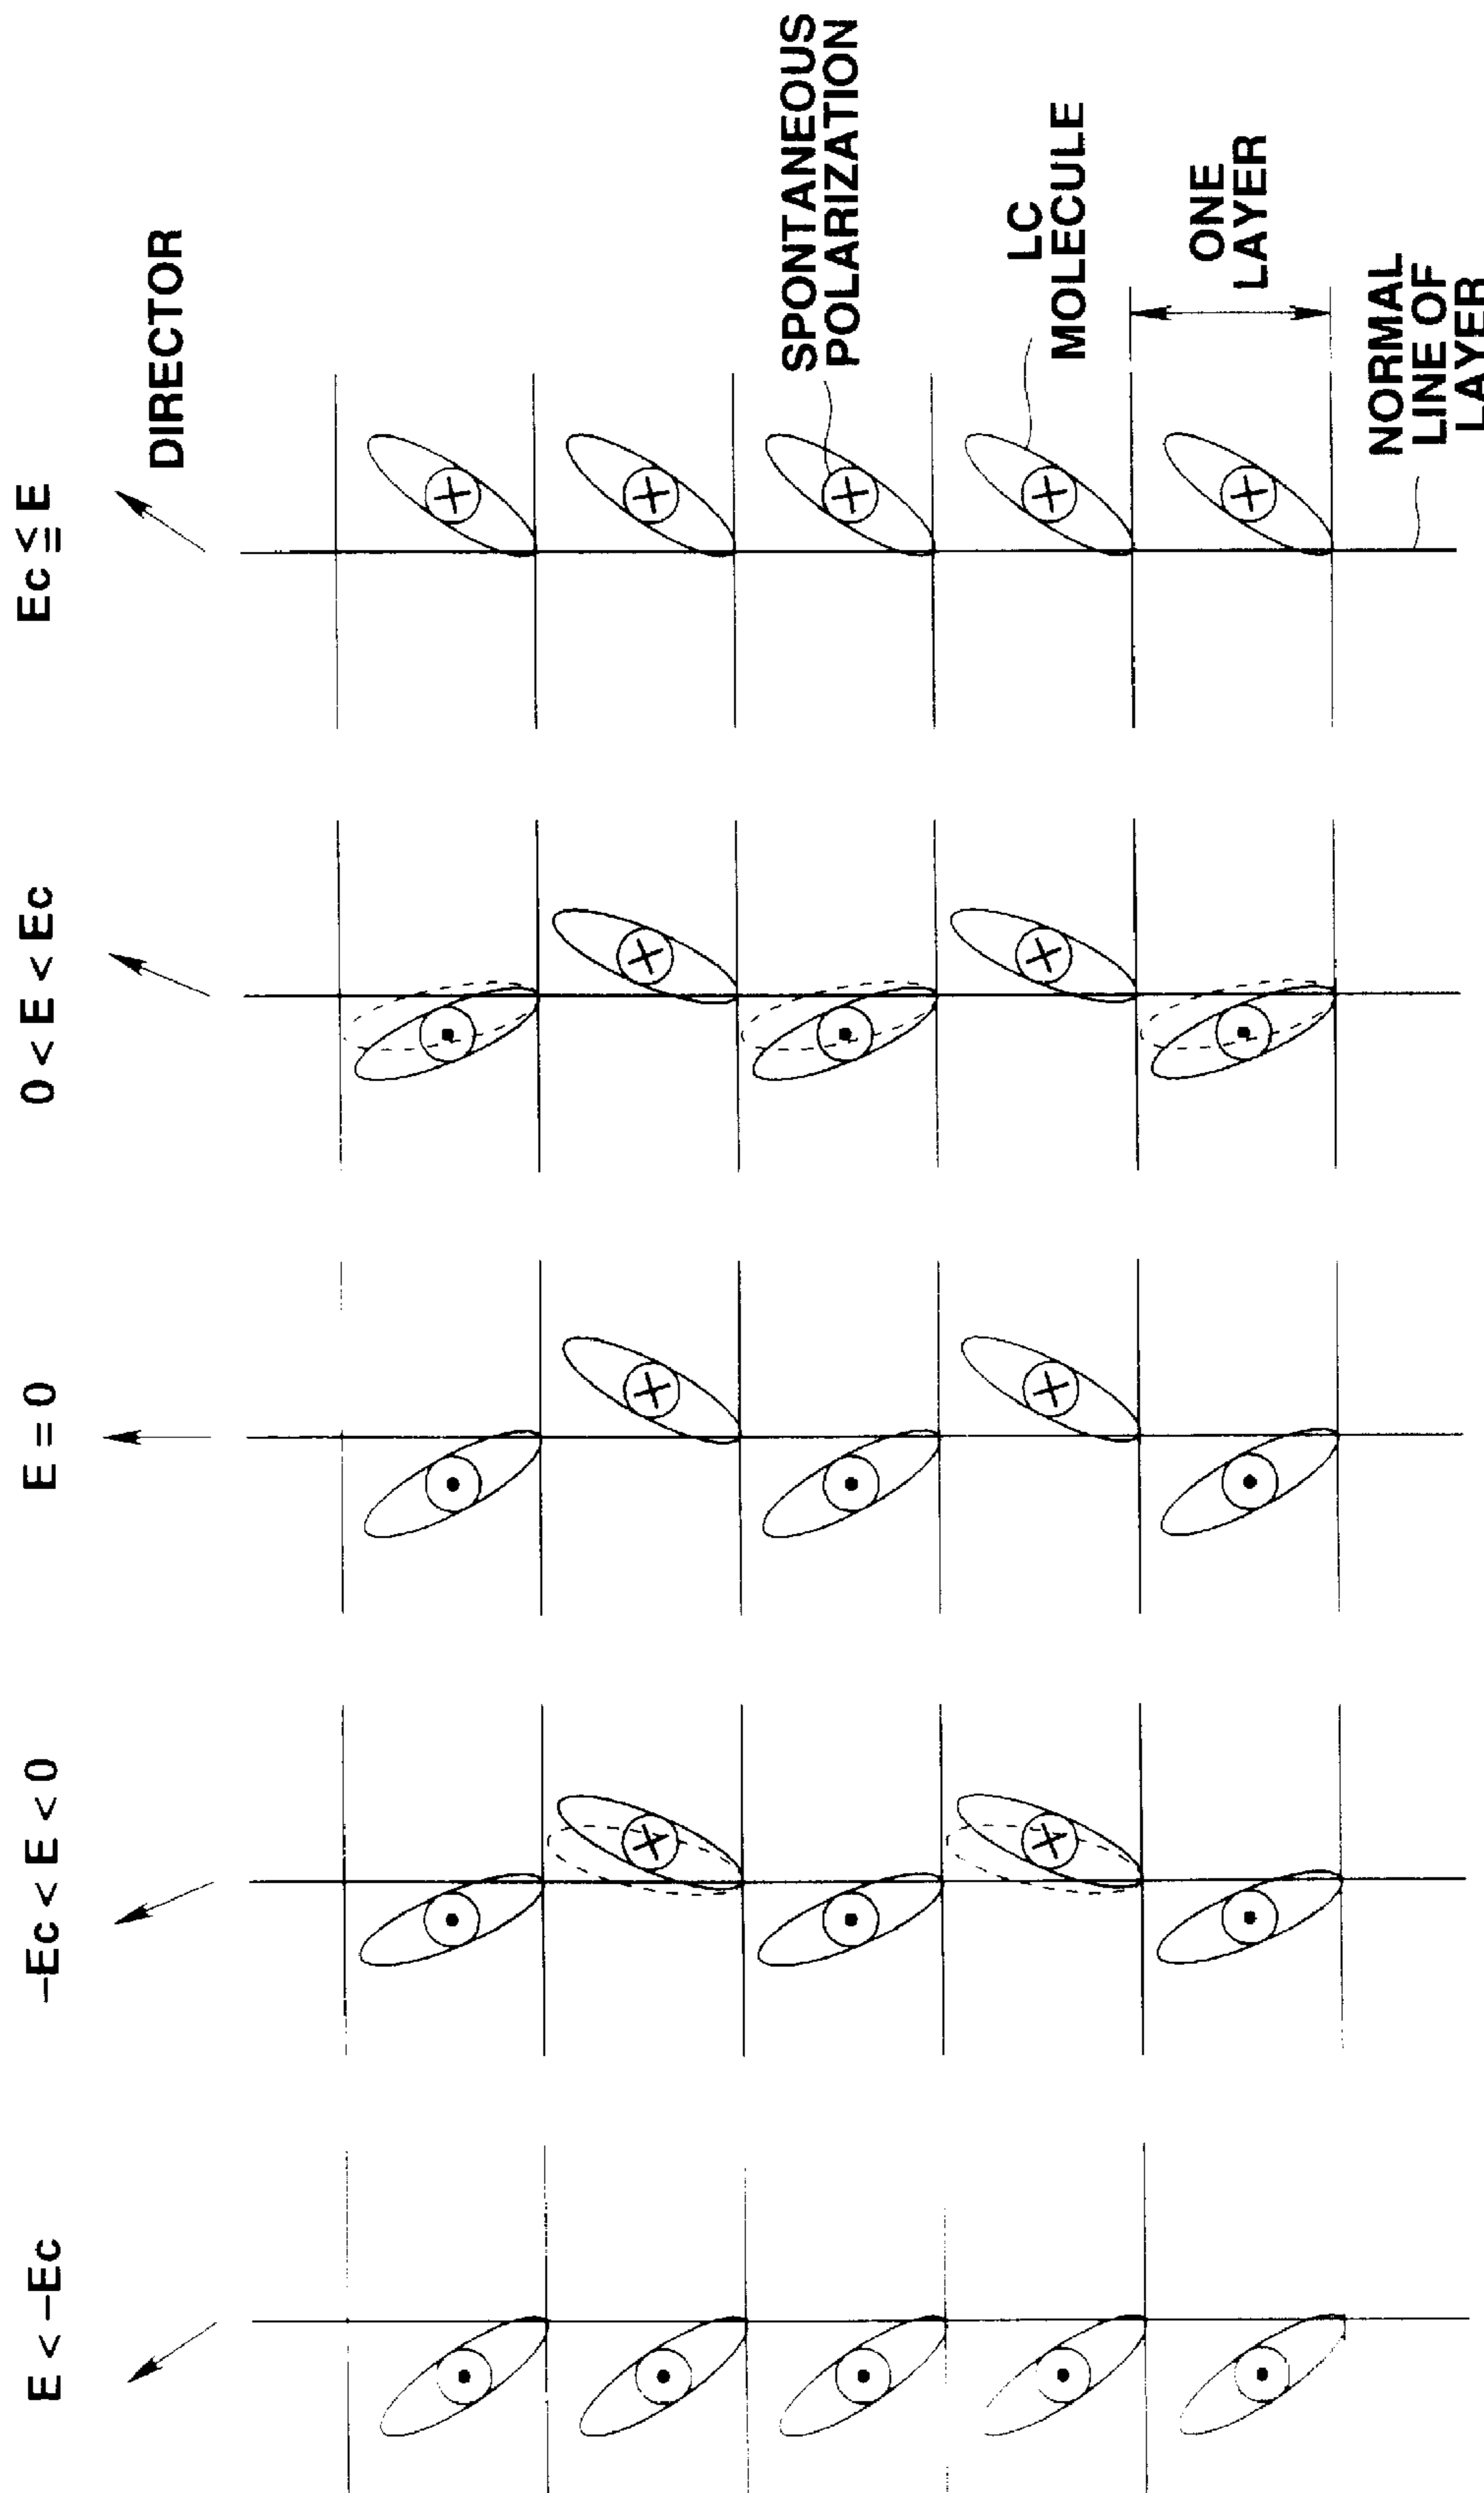 E < −Ec
−Ec < E < 0
E = 0
0 < E < Ec
Ec ≦ E
DIRECTOR
SPONTANEOUS
POLARIZATION
LC
MOLECULE
ONE
LAYER
NORMAL
LINE OF
LAYER